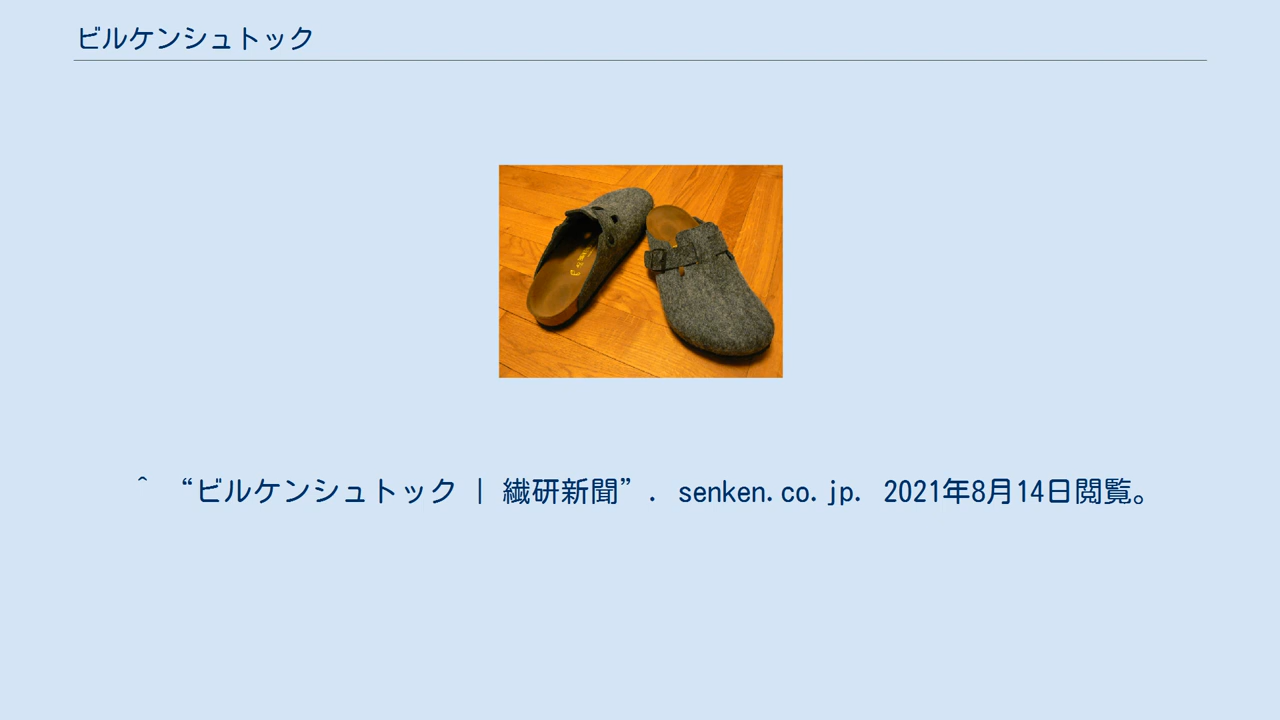 ビルケンシュトック
^ “ビルケンシュトック | 繊研新聞”. senken.co.jp. 2021年8月14日閲覧。